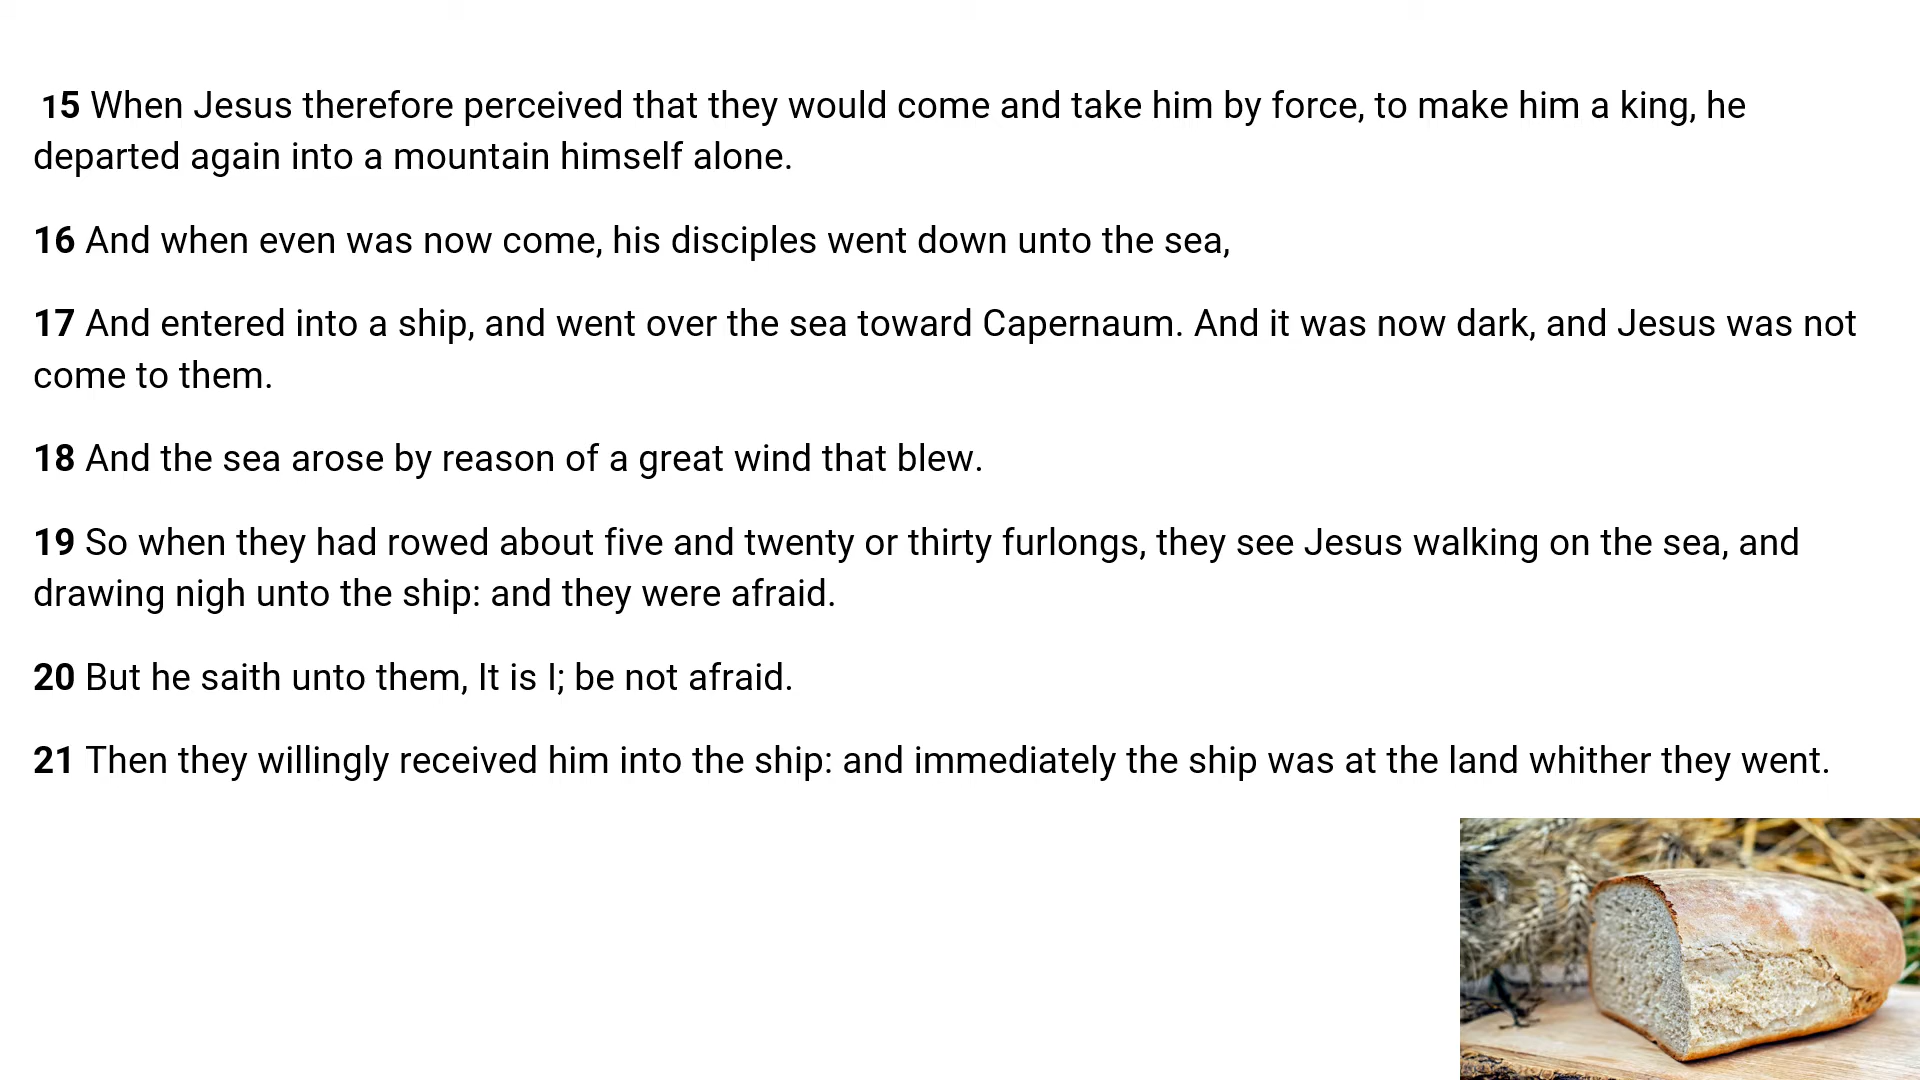 15 When Jesus therefore perceived that they would come and take him by force, to make him a king, he
departed again into a mountain himself alone.
16 And when even was now come, his disciples went down unto the sea,
17 And entered into a ship, and went over the sea toward Capernaum. And it was now dark, and Jesus was not
come to them.
18 And the sea arose by reason of a great wind that blew.
19 So when they had rowed about five and twenty or thirty furlongs, they see Jesus walking on the sea, and
drawing nigh unto the ship: and they were afraid.
20 But he saith unto them, It is I; be not afraid.
21 Then they willingly received him into the ship: and immediately the ship was at the land whither they went.